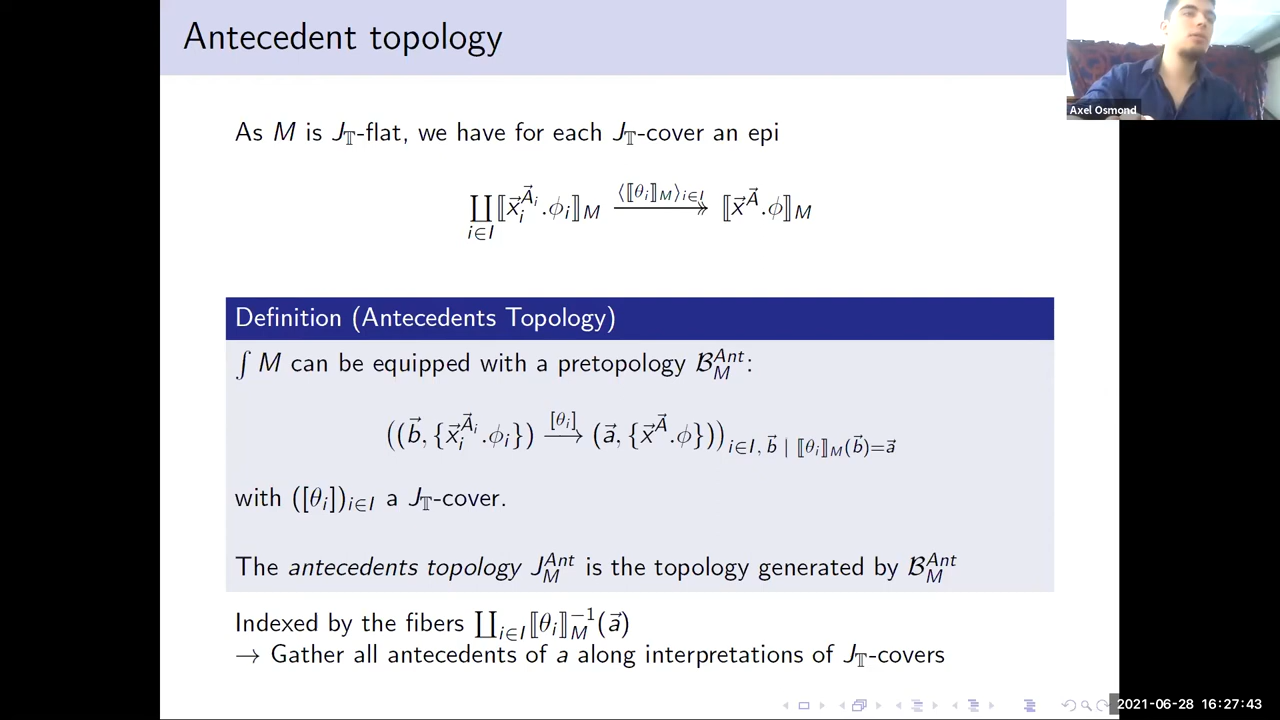 Antecedent topology
Axel Osmond
As M is J_𝕋-flat, we have for each J_𝕋-cover an epi
∐_{i∈I} ⟦x⃗_i^{A⃗_i}.ϕ_i⟧_M —⟨⟦θ_i⟧_M⟩_{i∈I}↠ ⟦x⃗^{A⃗}.ϕ⟧_M
Definition (Antecedents Topology)
∫ M can be equipped with a pretopology ℬ_M^{Ant}:
((b⃗, {x⃗_i^{A⃗_i}.ϕ_i}) —[θ_i]→ (a⃗, {x⃗^{A⃗}.ϕ}))_{i∈I, b⃗ | ⟦θ_i⟧_M(b⃗)=a⃗}
with ([θ_i])_{i∈I} a J_𝕋-cover.
The antecedents topology J_M^{Ant} is the topology generated by ℬ_M^{Ant}
Indexed by the fibers ∐_{i∈I} ⟦θ_i⟧_M^{-1}(a⃗)
→ Gather all antecedents of a along interpretations of J_𝕋-covers
2021-06-28 16:27:43